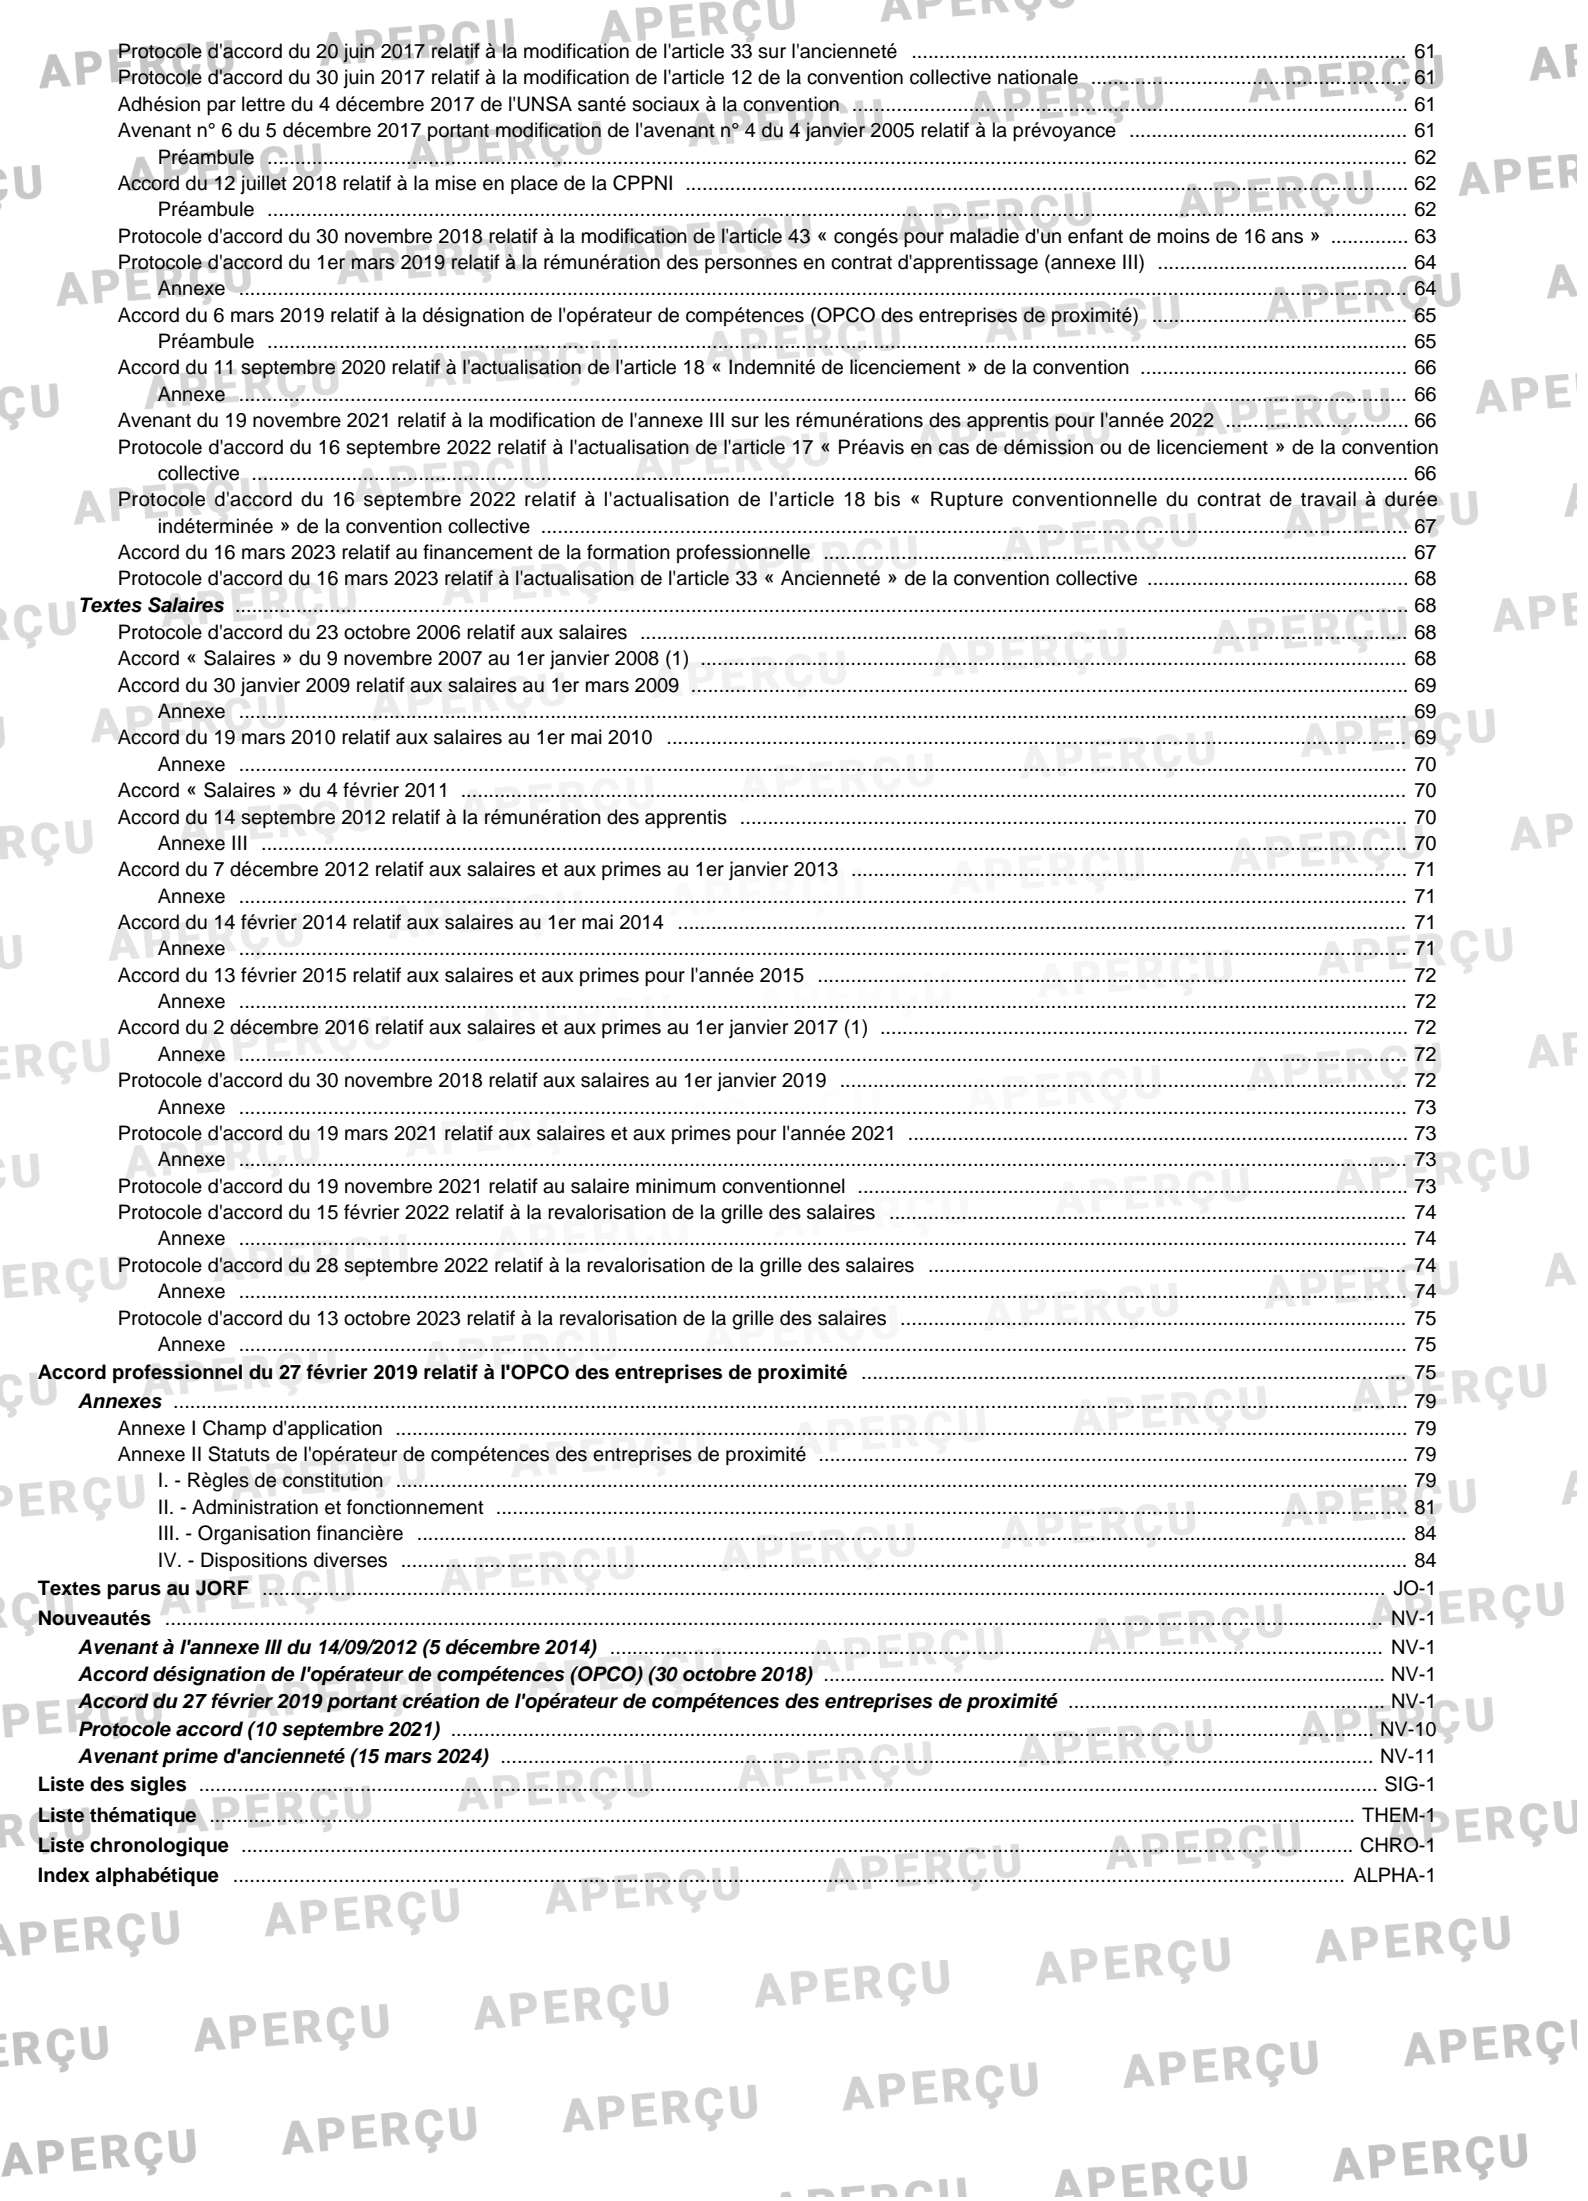 Protocole d'accord du 20 juin 2017 relatif à la modification de l'article 33 sur l'ancienneté ... 61
Protocole d'accord du 30 juin 2017 relatif à la modification de l'article 12 de la convention collective nationale ... 61
Adhésion par lettre du 4 décembre 2017 de l'UNSA santé sociaux à la convention ... 61
Avenant n° 6 du 5 décembre 2017 portant modification de l'avenant n° 4 du 4 janvier 2005 relatif à la prévoyance ... 61
Préambule ... 62
Accord du 12 juillet 2018 relatif à la mise en place de la CPPNI ... 62
Préambule ... 62
Protocole d'accord du 30 novembre 2018 relatif à la modification de l'article 43 « congés pour maladie d'un enfant de moins de 16 ans » ... 63
Protocole d'accord du 1er mars 2019 relatif à la rémunération des personnes en contrat d'apprentissage (annexe III) ... 64
Annexe ... 64
Accord du 6 mars 2019 relatif à la désignation de l'opérateur de compétences (OPCO des entreprises de proximité) ... 65
Préambule ... 65
Accord du 11 septembre 2020 relatif à l'actualisation de l'article 18 « Indemnité de licenciement » de la convention ... 66
Annexe ... 66
Avenant du 19 novembre 2021 relatif à la modification de l'annexe III sur les rémunérations des apprentis pour l'année 2022 ... 66
Protocole d'accord du 16 septembre 2022 relatif à l'actualisation de l'article 17 « Préavis en cas de démission ou de licenciement » de la convention
collective ... 66
Protocole d'accord du 16 septembre 2022 relatif à l'actualisation de l'article 18 bis « Rupture conventionnelle du contrat de travail à durée
indéterminée » de la convention collective ... 67
Accord du 16 mars 2023 relatif au financement de la formation professionnelle ... 67
Protocole d'accord du 16 mars 2023 relatif à l'actualisation de l'article 33 « Ancienneté » de la convention collective ... 68
Textes Salaires ... 68
Protocole d'accord du 23 octobre 2006 relatif aux salaires ... 68
Accord « Salaires » du 9 novembre 2007 au 1er janvier 2008 (1) ... 68
Accord du 30 janvier 2009 relatif aux salaires au 1er mars 2009 ... 69
Annexe ... 69
Accord du 19 mars 2010 relatif aux salaires au 1er mai 2010 ... 69
Annexe ... 70
Accord « Salaires » du 4 février 2011 ... 70
Accord du 14 septembre 2012 relatif à la rémunération des apprentis ... 70
Annexe III ... 70
Accord du 7 décembre 2012 relatif aux salaires et aux primes au 1er janvier 2013 ... 71
Annexe ... 71
Accord du 14 février 2014 relatif aux salaires au 1er mai 2014 ... 71
Annexe ... 71
Accord du 13 février 2015 relatif aux salaires et aux primes pour l'année 2015 ... 72
Annexe ... 72
Accord du 2 décembre 2016 relatif aux salaires et aux primes au 1er janvier 2017 (1) ... 72
Annexe ... 72
Protocole d'accord du 30 novembre 2018 relatif aux salaires au 1er janvier 2019 ... 72
Annexe ... 73
Protocole d'accord du 19 mars 2021 relatif aux salaires et aux primes pour l'année 2021 ... 73
Annexe ... 73
Protocole d'accord du 19 novembre 2021 relatif au salaire minimum conventionnel ... 73
Protocole d'accord du 15 février 2022 relatif à la revalorisation de la grille des salaires ... 74
Annexe ... 74
Protocole d'accord du 28 septembre 2022 relatif à la revalorisation de la grille des salaires ... 74
Annexe ... 74
Protocole d'accord du 13 octobre 2023 relatif à la revalorisation de la grille des salaires ... 75
Annexe ... 75
Accord professionnel du 27 février 2019 relatif à l'OPCO des entreprises de proximité ... 75
Annexes ... 79
Annexe I Champ d'application ... 79
Annexe II Statuts de l'opérateur de compétences des entreprises de proximité ... 79
I. - Règles de constitution ... 79
II. - Administration et fonctionnement ... 81
III. - Organisation financière ... 84
IV. - Dispositions diverses ... 84
Textes parus au JORF ... JO-1
Nouveautés ... NV-1
Avenant à l'annexe III du 14/09/2012 (5 décembre 2014) ... NV-1
Accord désignation de l'opérateur de compétences (OPCO) (30 octobre 2018) ... NV-1
Accord du 27 février 2019 portant création de l'opérateur de compétences des entreprises de proximité ... NV-1
Protocole accord (10 septembre 2021) ... NV-10
Avenant prime d'ancienneté (15 mars 2024) ... NV-11
Liste des sigles ... SIG-1
Liste thématique ... THEM-1
Liste chronologique ... CHRO-1
Index alphabétique ... ALPHA-1
APERÇU